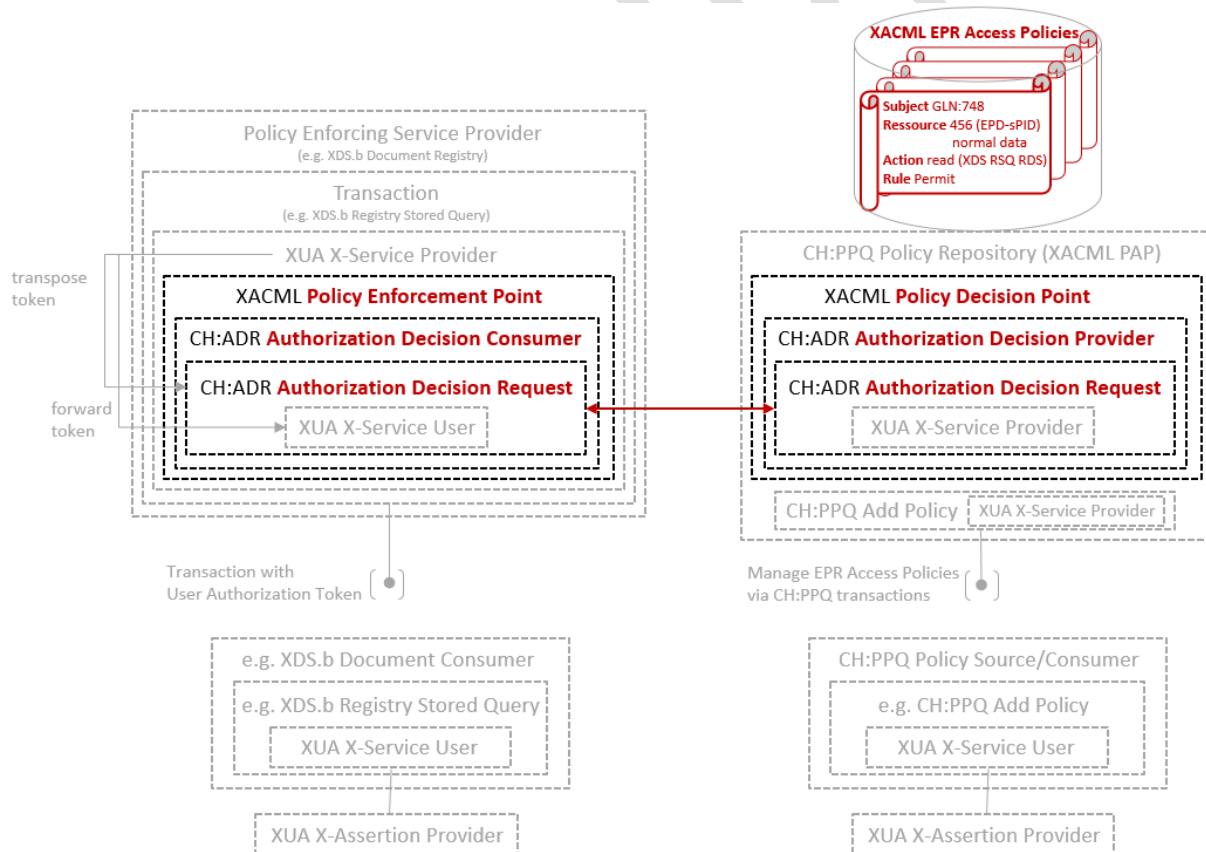 XACML EPR Access Policies
Subject GLN:748
Ressource 456 (EPD-sPID)
normal data
Action read (XDS RSQ RDS)
Rule Permit
Policy Enforcing Service Provider
(e.g. XDS.b Document Registry)
Transaction
(e.g. XDS.b Registry Stored Query)
XUA X-Service Provider
transpose
token
XACML Policy Enforcement Point
CH:ADR Authorization Decision Consumer
CH:ADR Authorization Decision Request
forward
token
XUA X-Service User
CH:PPQ Policy Repository (XACML PAP)
XACML Policy Decision Point
CH:ADR Authorization Decision Provider
CH:ADR Authorization Decision Request
XUA X-Service Provider
CH:PPQ Add Policy
XUA X-Service Provider
Transaction with
User Authorization Token
Manage EPR Access Policies
via CH:PPQ transactions
e.g. XDS.b Document Consumer
e.g. XDS.b Registry Stored Query
XUA X-Service User
XUA X-Assertion Provider
CH:PPQ Policy Source/Consumer
e.g. CH:PPQ Add Policy
XUA X-Service User
XUA X-Assertion Provider